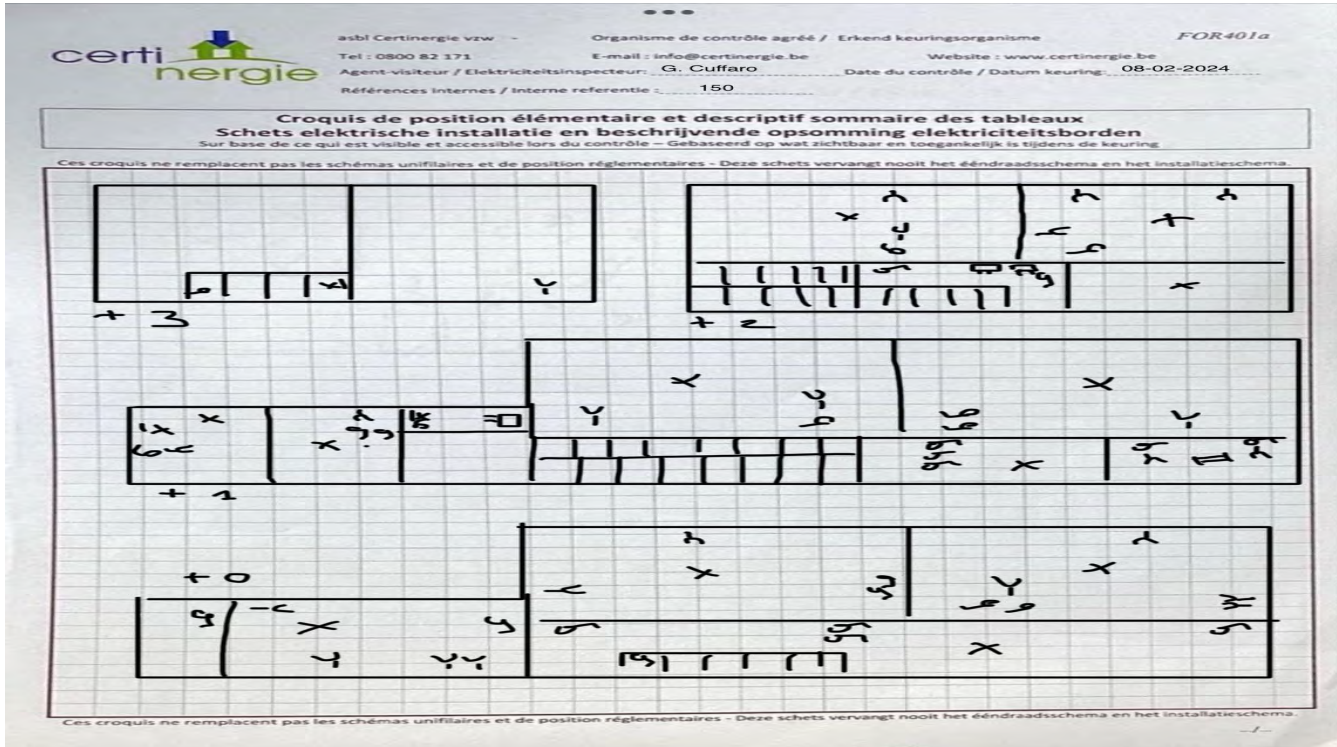 certinergie
asbl Certinergie vzw - Organisme de contrôle agréé / Erkend keuringsorganisme FOR401a
Tel : 0800 82 171 E-mail : info@certinergie.be Website : www.certinergie.be
Agent-visiteur / Elektriciteitsinspecteur: G. Cuffaro Date du contrôle / Datum keuring: 08-02-2024
Références Internes / Interne referentie : 150
Croquis de position élémentaire et descriptif sommaire des tableaux
Schets elektrische installatie en beschrijvende opsomming elektriciteitsborden
Sur base de ce qui est visible et accessible lors du contrôle – Gebaseerd op wat zichtbaar en toegankelijk is tijdens de keuring
Ces croquis ne remplacent pas les schémas unifilaires et de position réglementaires - Deze schets vervangt nooit het ééndraadsschema en het installatieschema.
+ 3
+ 2
+ 1
+ 0
Ces croquis ne remplacent pas les schémas unifilaires et de position réglementaires - Deze schets vervangt nooit het ééndraadsschema en het installatieschema.